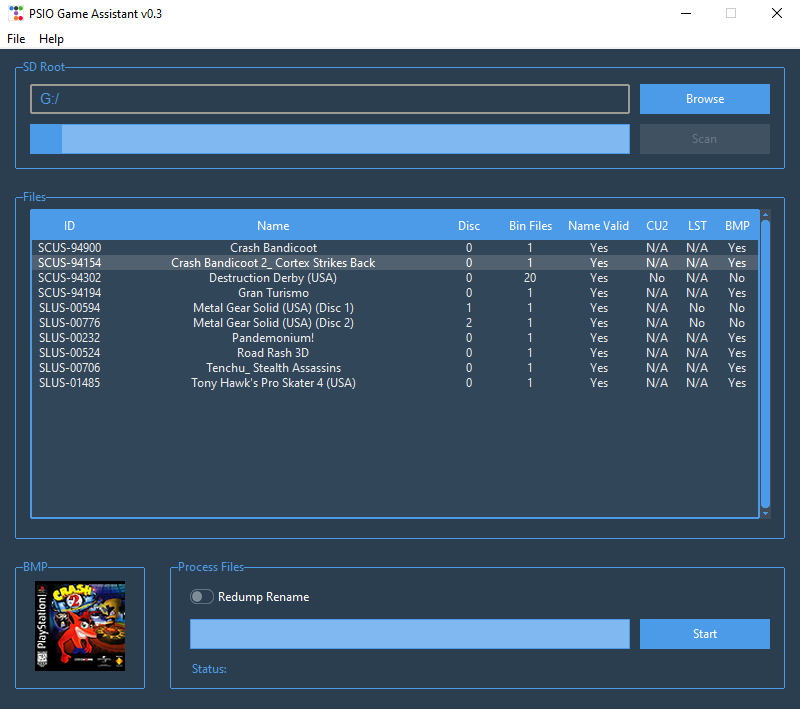 PSIO Game Assistant v0.3
File Help
SD Root
G:/ Browse
Scan
Files
ID Name Disc Bin Files Name Valid CU2 LST BMP
SCUS-94900 Crash Bandicoot 0 1 Yes N/A N/A Yes
SCUS-94154 Crash Bandicoot 2_ Cortex Strikes Back 0 1 Yes N/A N/A Yes
SCUS-94302 Destruction Derby (USA) 0 20 Yes No N/A No
SCUS-94194 Gran Turismo 0 1 Yes N/A N/A Yes
SLUS-00594 Metal Gear Solid (USA) (Disc 1) 1 1 Yes N/A No No
SLUS-00776 Metal Gear Solid (USA) (Disc 2) 2 1 Yes N/A No No
SLUS-00232 Pandemonium! 0 1 Yes N/A N/A Yes
SLUS-00524 Road Rash 3D 0 1 Yes N/A N/A Yes
SLUS-00706 Tenchu_ Stealth Assassins 0 1 Yes N/A N/A Yes
SLUS-01485 Tony Hawk's Pro Skater 4 (USA) 0 1 Yes N/A N/A Yes
BMP
PlayStation
CRASH
2
Process Files
Redump Rename
Start
Status: